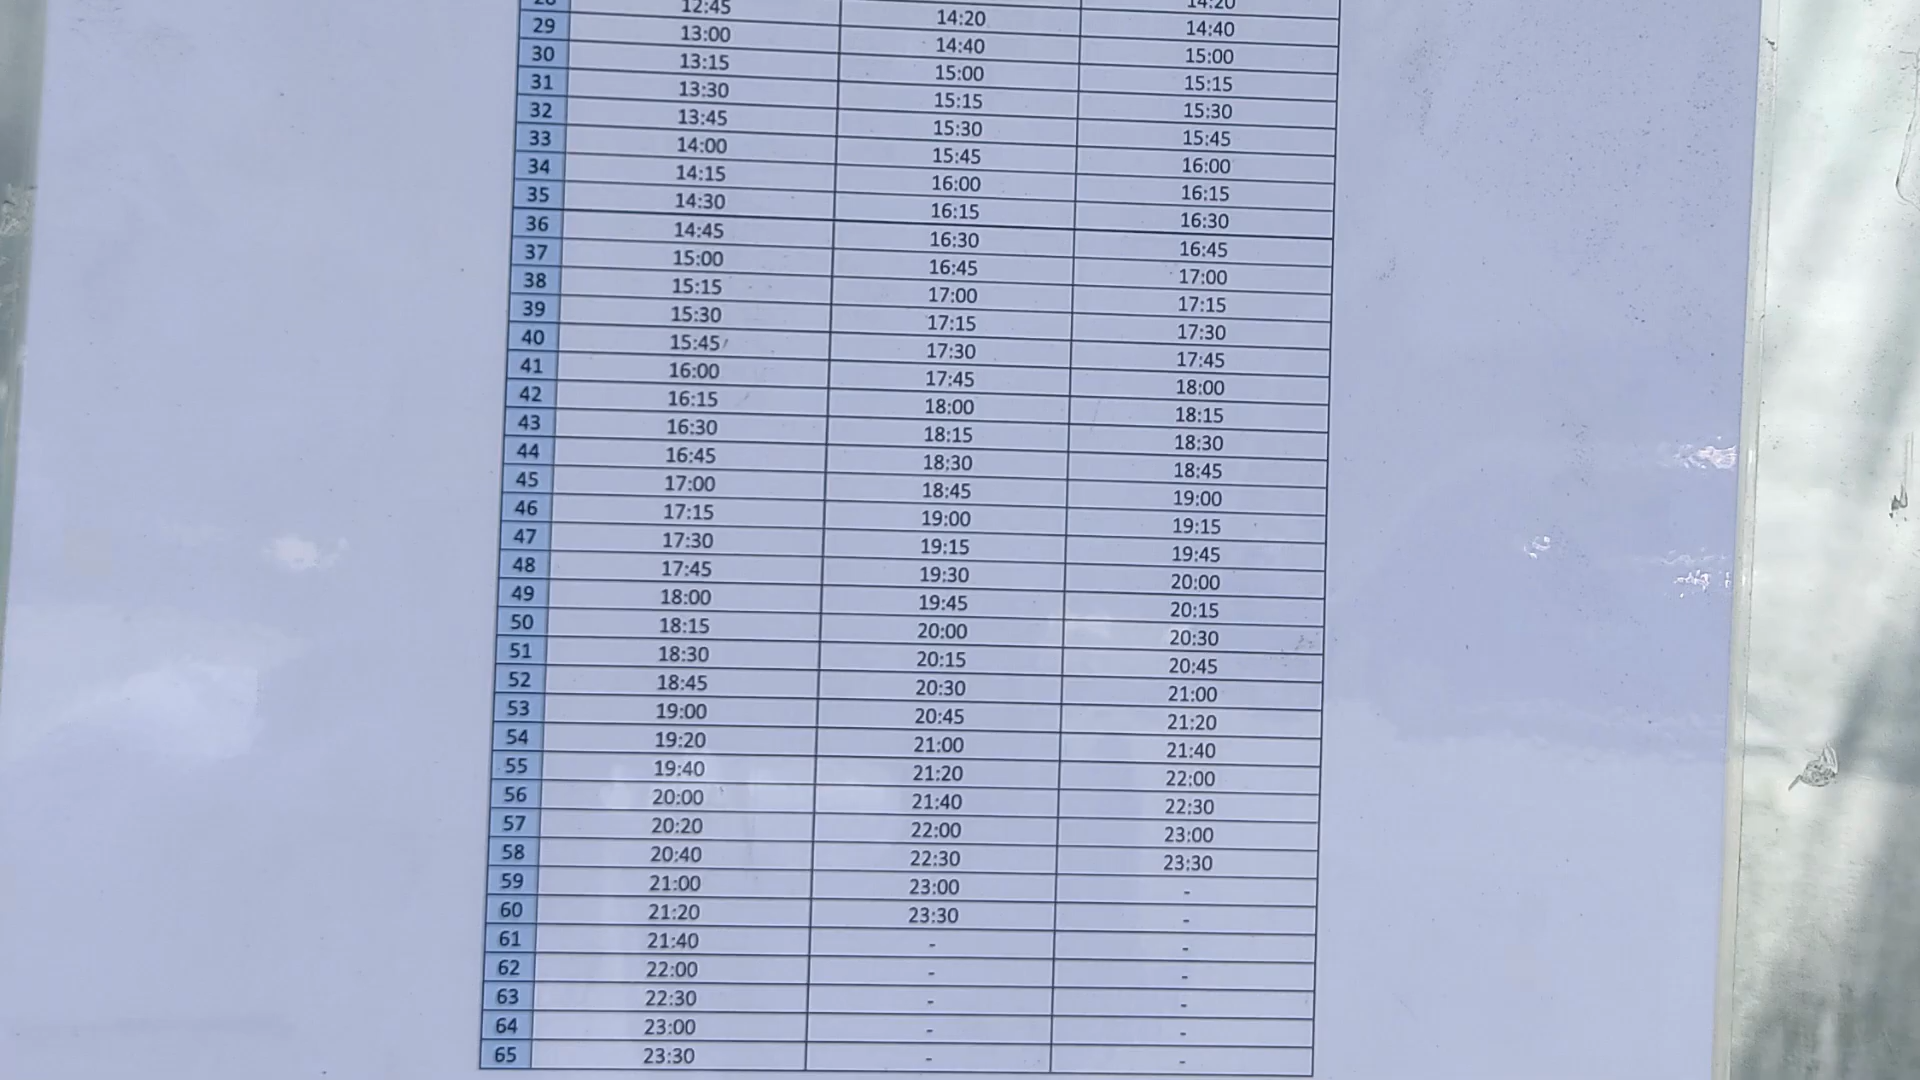 14:20
28 12:45 14:20 14:40
29 13:00 14:40 15:00
30 13:15 15:00 15:15
31 13:30 15:15 15:30
32 13:45 15:30 15:45
33 14:00 15:45 16:00
34 14:15 16:00 16:15
35 14:30 16:15 16:30
36 14:45 16:30 16:45
37 15:00 16:45 17:00
38 15:15 17:00 17:15
39 15:30 17:15 17:30
40 15:45 17:30 17:45
41 16:00 17:45 18:00
42 16:15 18:00 18:15
43 16:30 18:15 18:30
44 16:45 18:30 18:45
45 17:00 18:45 19:00
46 17:15 19:00 19:15
47 17:30 19:15 19:45
48 17:45 19:30 20:00
49 18:00 19:45 20:15
50 18:15 20:00 20:30
51 18:30 20:15 20:45
52 18:45 20:30 21:00
53 19:00 20:45 21:20
54 19:20 21:00 21:40
55 19:40 21:20 22:00
56 20:00 21:40 22:30
57 20:20 22:00 23:00
58 20:40 22:30 23:30
59 21:00 23:00 -
60 21:20 23:30 -
61 21:40 - -
62 22:00 - -
63 22:30 - -
64 23:00 - -
65 23:30 - -